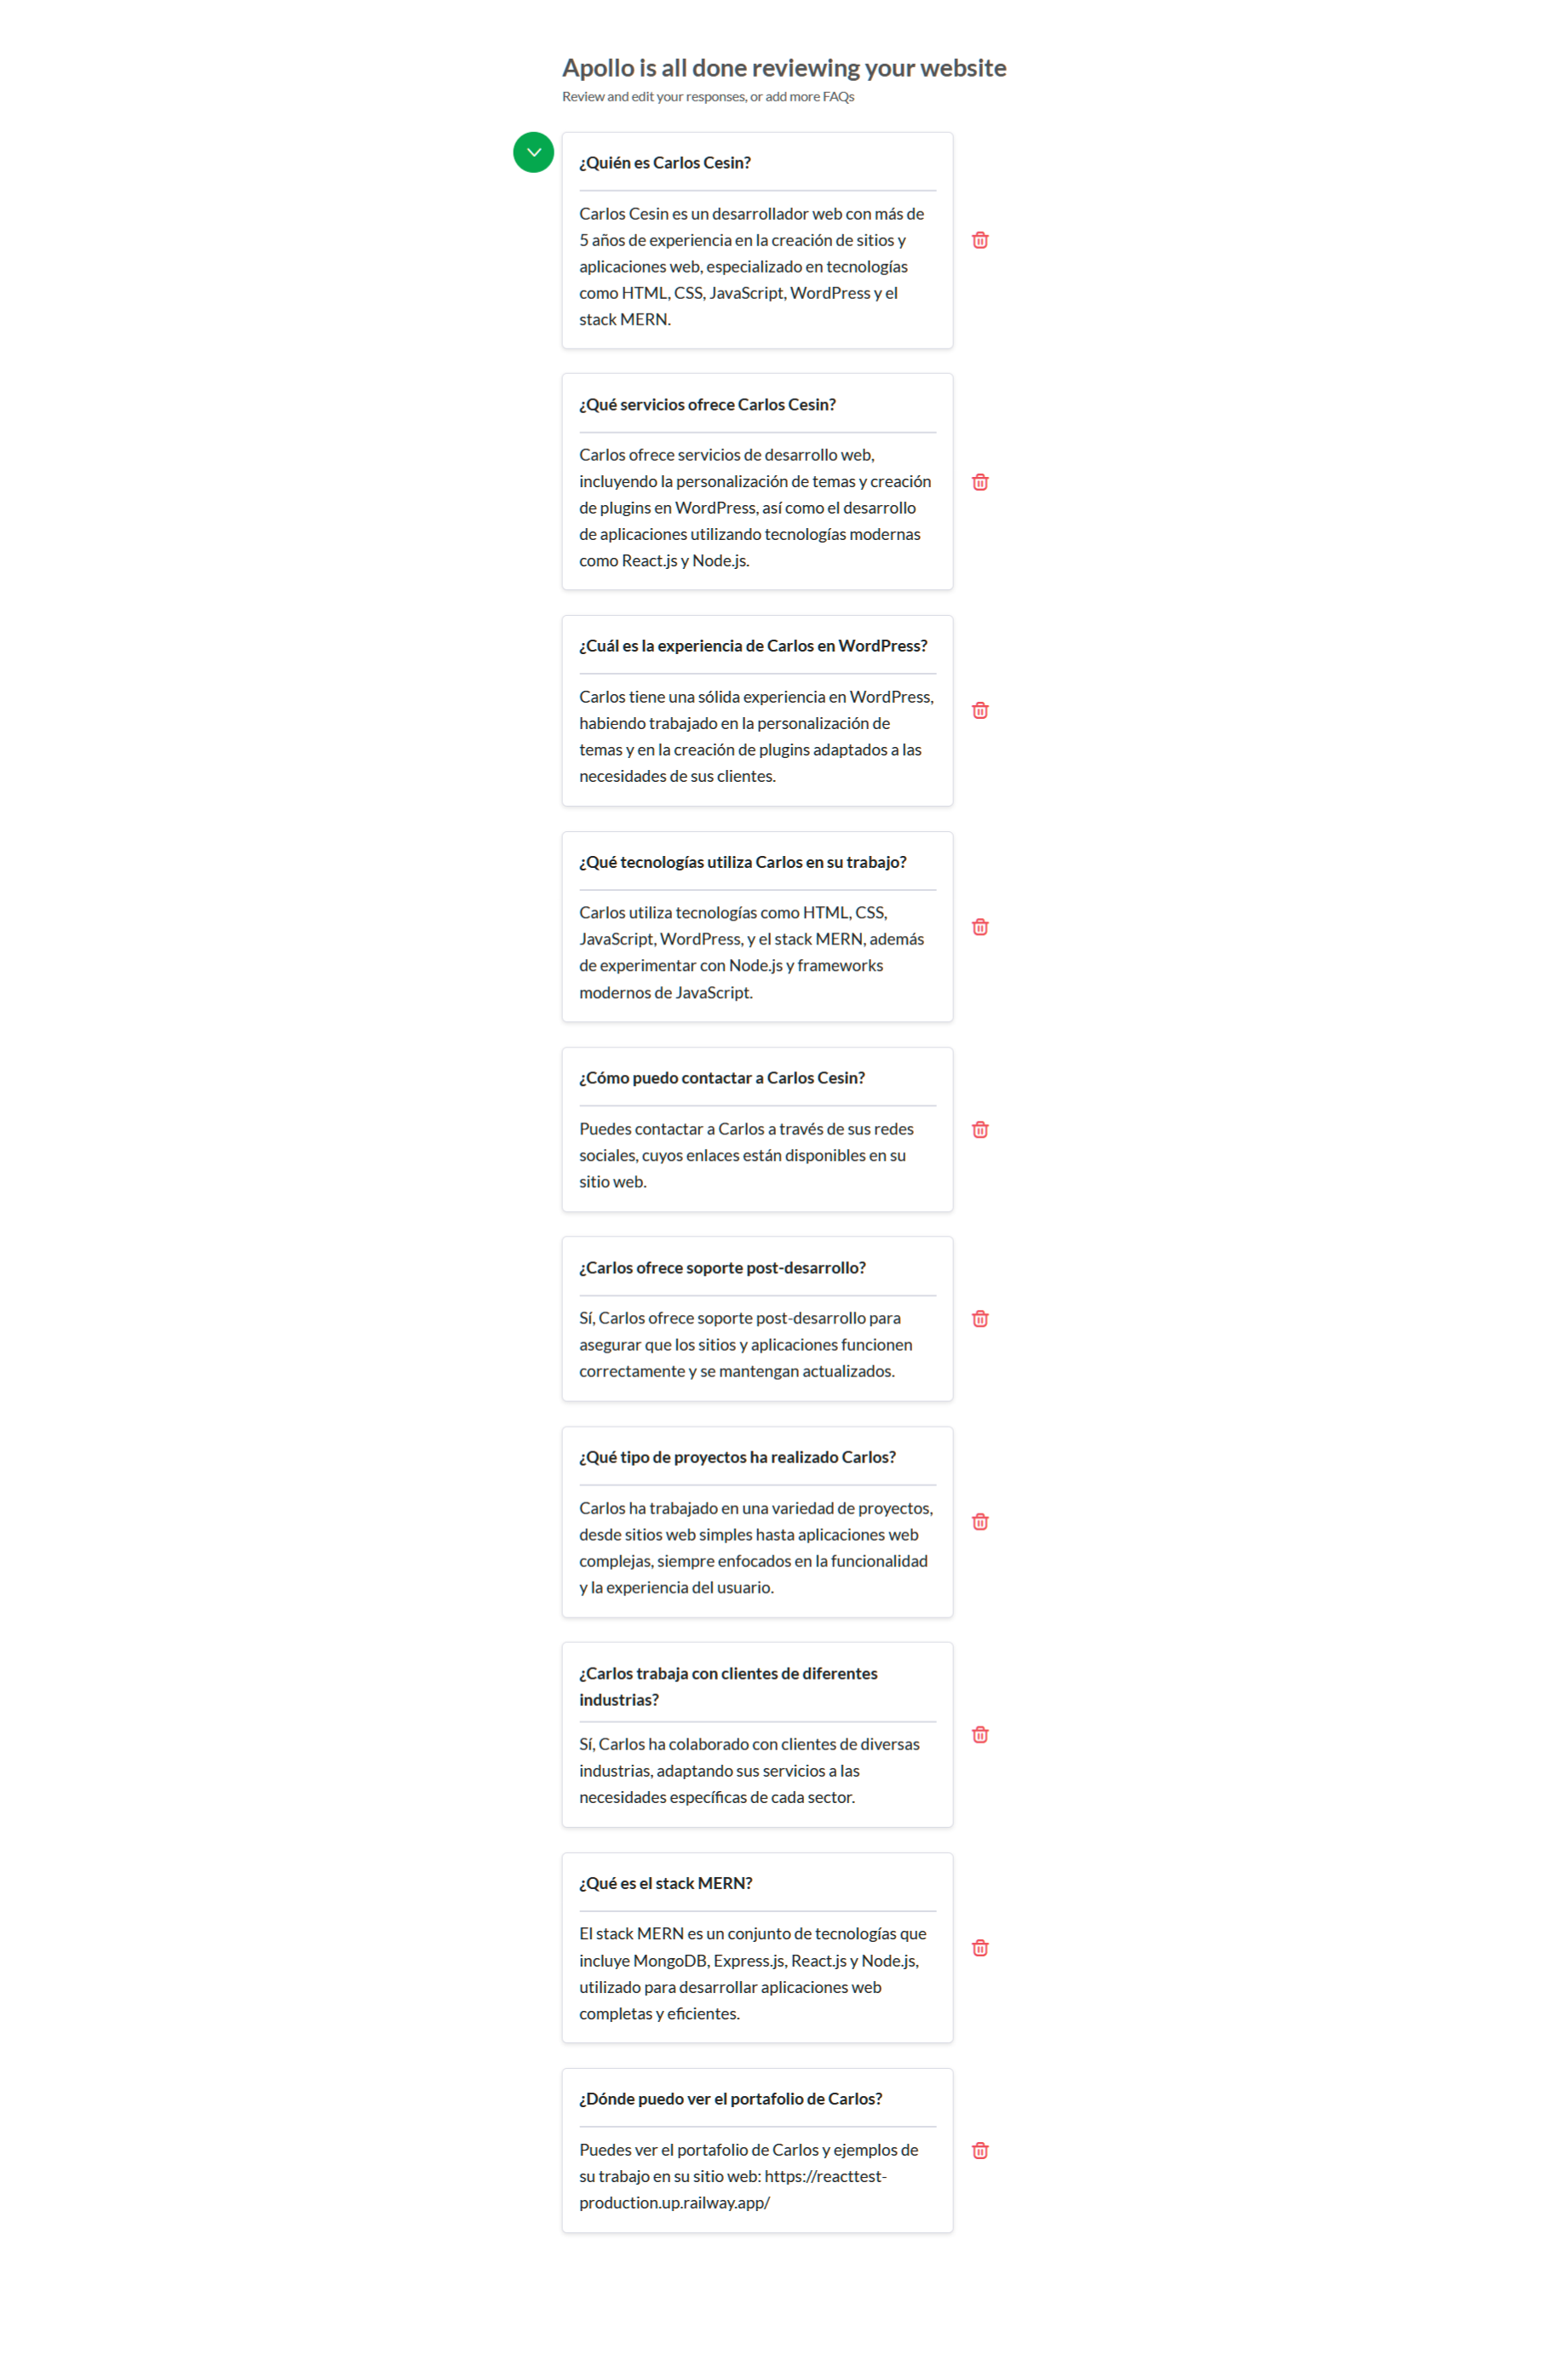 Apollo is all done reviewing your website
Review and edit your responses, or add more FAQs
¿Quién es Carlos Cesin?
Carlos Cesin es un desarrollador web con más de
5 años de experiencia en la creación de sitios y
aplicaciones web, especializado en tecnologías
como HTML, CSS, JavaScript, WordPress y el
stack MERN.
¿Qué servicios ofrece Carlos Cesin?
Carlos ofrece servicios de desarrollo web,
incluyendo la personalización de temas y creación
de plugins en WordPress, así como el desarrollo
de aplicaciones utilizando tecnologías modernas
como React.js y Node.js.
¿Cuál es la experiencia de Carlos en WordPress?
Carlos tiene una sólida experiencia en WordPress,
habiendo trabajado en la personalización de
temas y en la creación de plugins adaptados a las
necesidades de sus clientes.
¿Qué tecnologías utiliza Carlos en su trabajo?
Carlos utiliza tecnologías como HTML, CSS,
JavaScript, WordPress, y el stack MERN, además
de experimentar con Node.js y frameworks
modernos de JavaScript.
¿Cómo puedo contactar a Carlos Cesin?
Puedes contactar a Carlos a través de sus redes
sociales, cuyos enlaces están disponibles en su
sitio web.
¿Carlos ofrece soporte post-desarrollo?
Sí, Carlos ofrece soporte post-desarrollo para
asegurar que los sitios y aplicaciones funcionen
correctamente y se mantengan actualizados.
¿Qué tipo de proyectos ha realizado Carlos?
Carlos ha trabajado en una variedad de proyectos,
desde sitios web simples hasta aplicaciones web
complejas, siempre enfocados en la funcionalidad
y la experiencia del usuario.
¿Carlos trabaja con clientes de diferentes
industrias?
Sí, Carlos ha colaborado con clientes de diversas
industrias, adaptando sus servicios a las
necesidades específicas de cada sector.
¿Qué es el stack MERN?
El stack MERN es un conjunto de tecnologías que
incluye MongoDB, Express.js, React.js y Node.js,
utilizado para desarrollar aplicaciones web
completas y eficientes.
¿Dónde puedo ver el portafolio de Carlos?
Puedes ver el portafolio de Carlos y ejemplos de
su trabajo en su sitio web: https://reacttest-
production.up.railway.app/